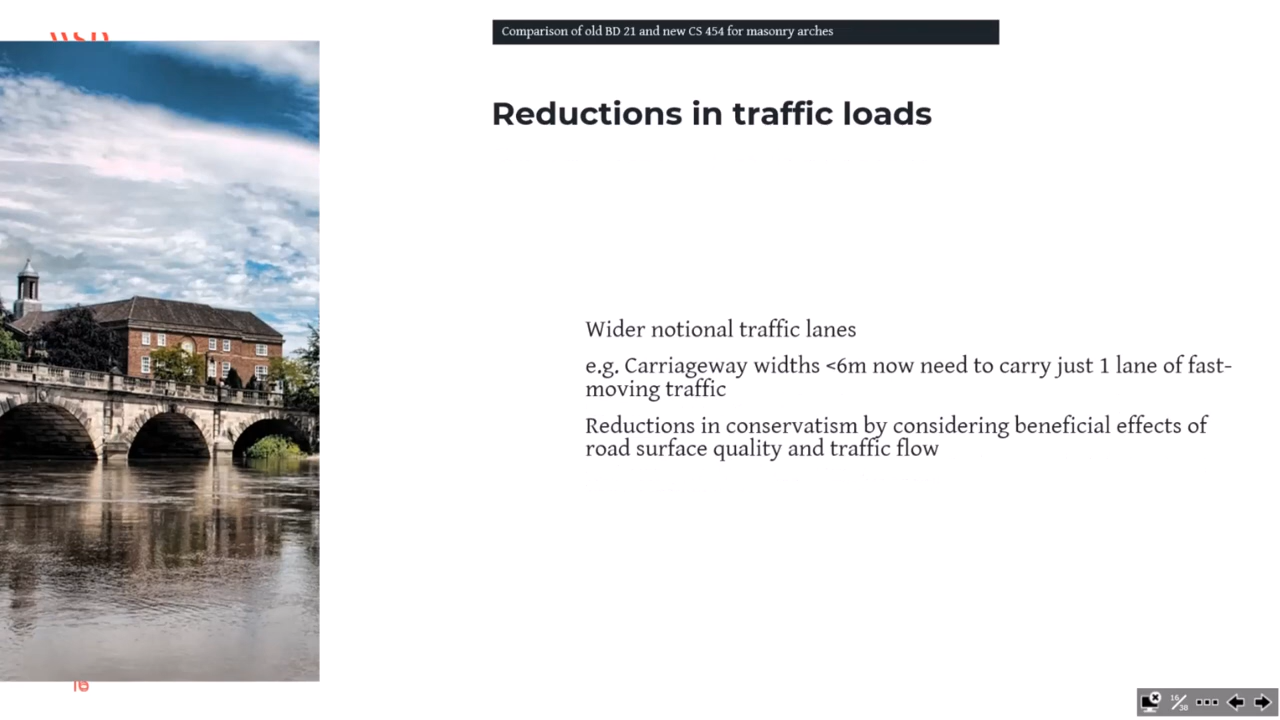 Comparison of old BD 21 and new CS 454 for masonry arches
Reductions in traffic loads
Wider notional traffic lanes
e.g. Carriageway widths <6m now need to carry just 1 lane of fast-
moving traffic
Reductions in conservatism by considering beneficial effects of
road surface quality and traffic flow
16
16/38